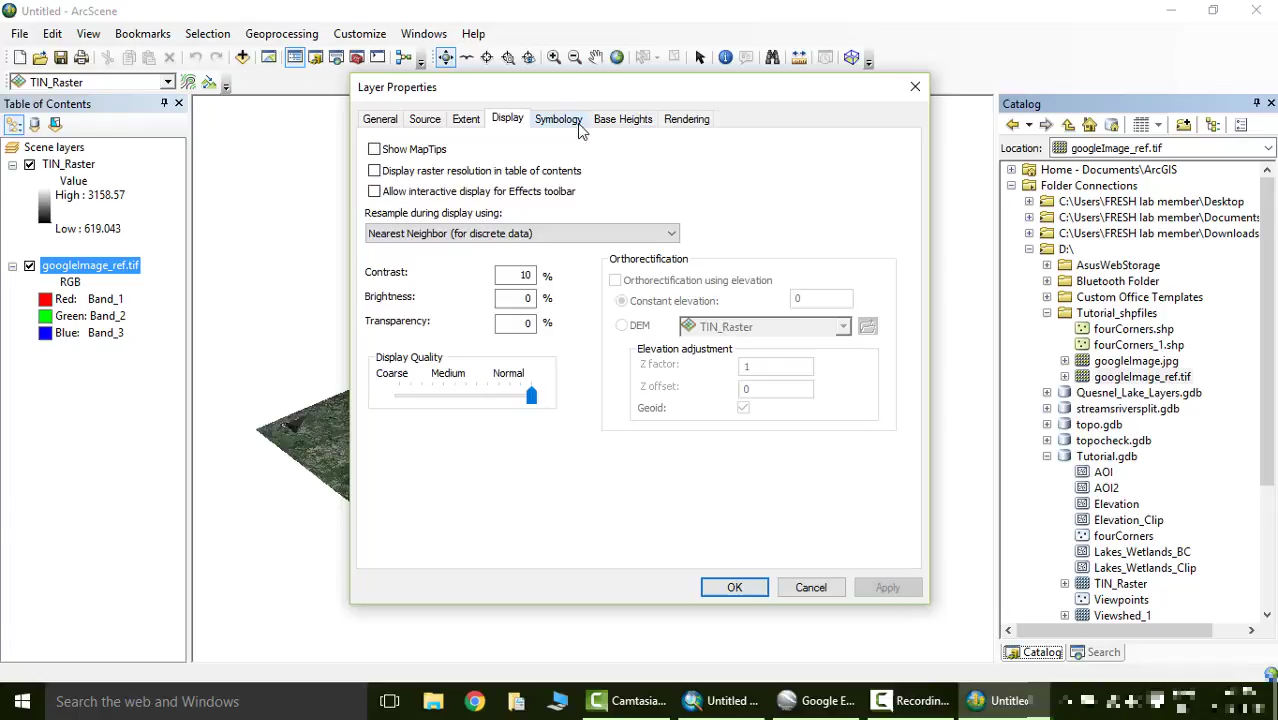 Untitled - ArcScene
File Edit View Bookmarks Selection Geoprocessing Customize Windows Help
TIN_Raster
Table of Contents
Scene layers
TIN_Raster
Value
High : 3158.57
Low : 619.043
googleImage_ref.tif
RGB
Red: Band_1
Green: Band_2
Blue: Band_3
Layer Properties
General Source Extent Display Symbology Base Heights Rendering
Show MapTips
Display raster resolution in table of contents
Allow interactive display for Effects toolbar
Resample during display using:
Nearest Neighbor (for discrete data)
Contrast: 10 %
Brightness: 0 %
Transparency: 0 %
Display Quality
Coarse Medium Normal
Orthorectification
Orthorectification using elevation
Constant elevation: 0
DEM TIN_Raster
Elevation adjustment
Z factor: 1
Z offset: 0
Geoid:
OK Cancel Apply
Catalog
Location: googleImage_ref.tif
Home - Documents\ArcGIS
Folder Connections
C:\Users\FRESH lab member\Desktop
C:\Users\FRESH lab member\Documents
C:\Users\FRESH lab member\Downloads
D:\
AsusWebStorage
Bluetooth Folder
Custom Office Templates
Tutorial_shpfiles
fourCorners.shp
fourCorners_1.shp
googleImage.jpg
googleImage_ref.tif
Quesnel_Lake_Layers.gdb
streamsriversplit.gdb
topo.gdb
topocheck.gdb
Tutorial.gdb
AOI
AOI2
Elevation
Elevation_Clip
fourCorners
Lakes_Wetlands_BC
Lakes_Wetlands_Clip
TIN_Raster
Viewpoints
Viewshed_1
Catalog Search
Search the web and Windows
Camtasia... Untitled ... Google E... Recordin... Untitled